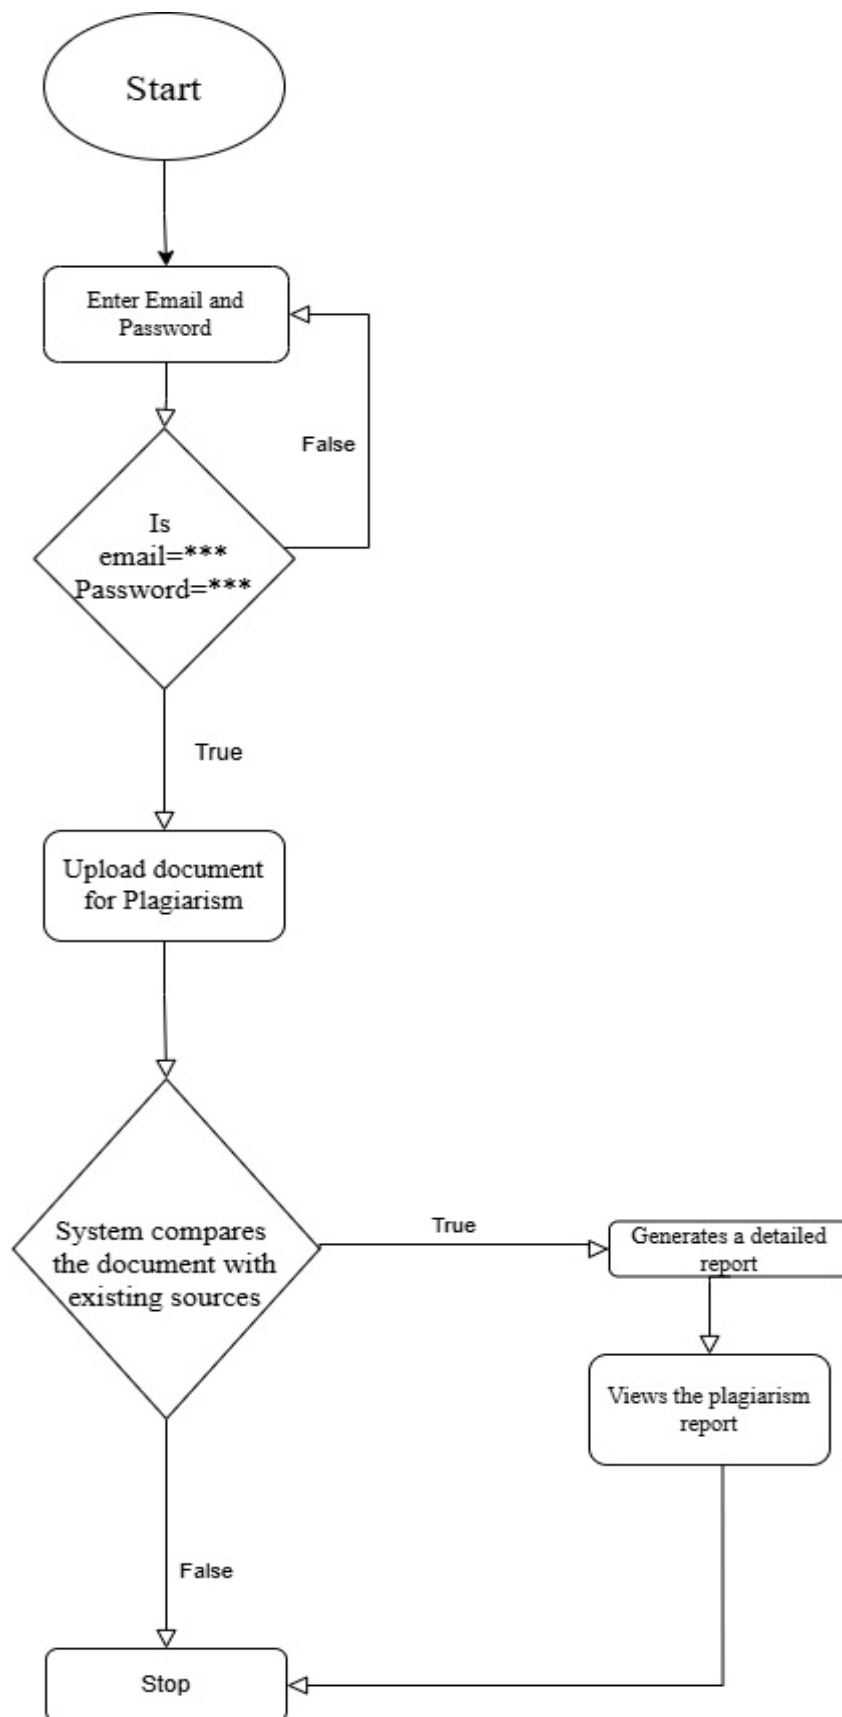 Start
Enter Email and
Password
False
Is
email=***
Password=***
True
Upload document
for Plagiarism
System compares
the document with
existing sources
True
Generates a detailed
report
Views the plagiarism
report
False
Stop